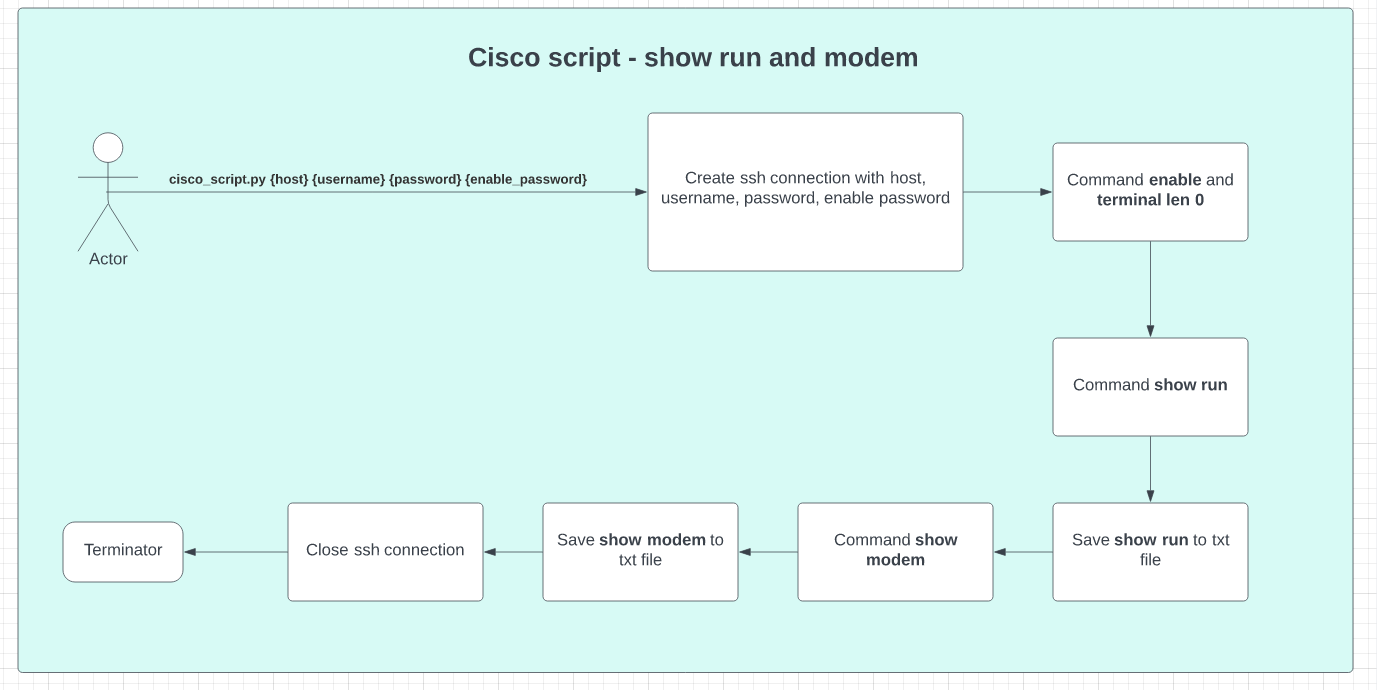 Cisco script - show run and modem
cisco_script.py {host} {username} {password} {enable_password}
Actor
Create ssh connection with host,
username, password, enable password
Command enable and
terminal len 0
Command show run
Save show run to txt
file
Command show
modem
Save show modem to
txt file
Close ssh connection
Terminator